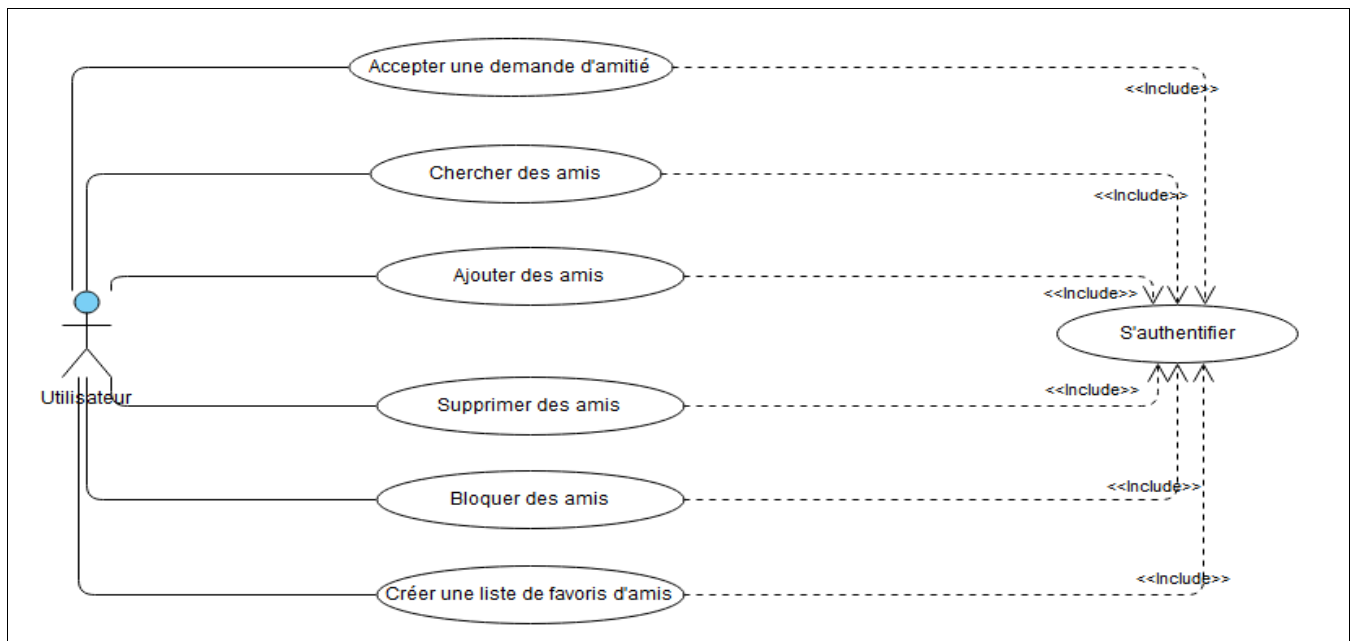 Accepter une demande d'amitié
<<Include>>
Chercher des amis
<<Include>>
Ajouter des amis
<<Include>>
S'authentifier
Utilisateur
Supprimer des amis
<<Include>>
Bloquer des amis
<<Include>>
Créer une liste de favoris d'amis
<<Include>>